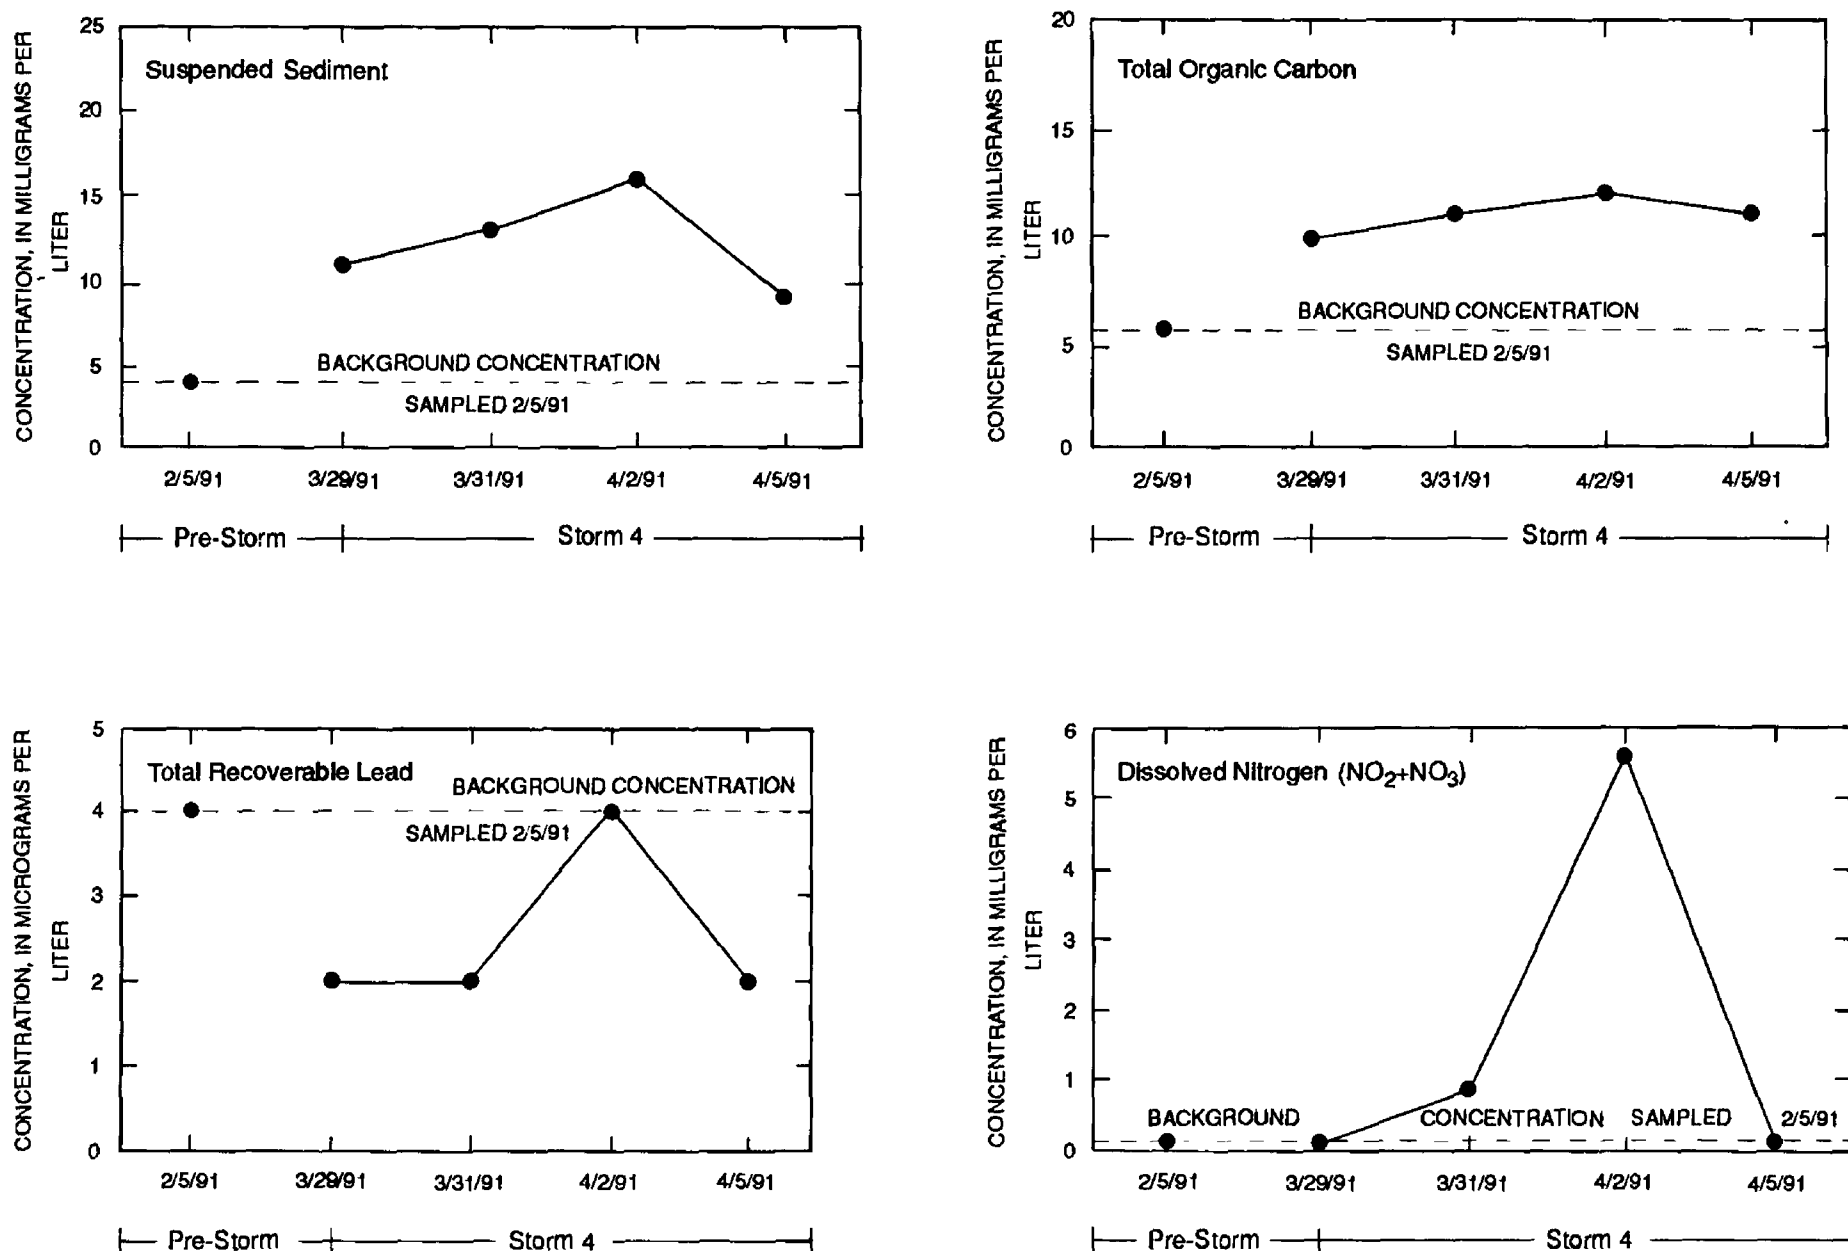 CONCENTRATION, IN MILLIGRAMS PER
LITER
25
20
15
10
5
0
Suspended Sediment
BACKGROUND CONCENTRATION
SAMPLED 2/5/91
2/5/91 3/29/91 3/31/91 4/2/91 4/5/91
Pre-Storm Storm 4
CONCENTRATION, IN MILLIGRAMS PER
LITER
20
15
10
5
0
Total Organic Carbon
BACKGROUND CONCENTRATION
SAMPLED 2/5/91
2/5/91 3/29/91 3/31/91 4/2/91 4/5/91
Pre-Storm Storm 4
CONCENTRATION, IN MICROGRAMS PER
LITER
5
4
3
2
1
0
Total Recoverable Lead
BACKGROUND CONCENTRATION
SAMPLED 2/5/91
2/5/91 3/29/91 3/31/91 4/2/91 4/5/91
Pre-Storm Storm 4
CONCENTRATION, IN MILLIGRAMS PER
LITER
6
5
4
3
2
1
0
Dissolved Nitrogen (NO₂+NO₃)
BACKGROUND CONCENTRATION SAMPLED 2/5/91
2/5/91 3/29/91 3/31/91 4/2/91 4/5/91
Pre-Storm Storm 4